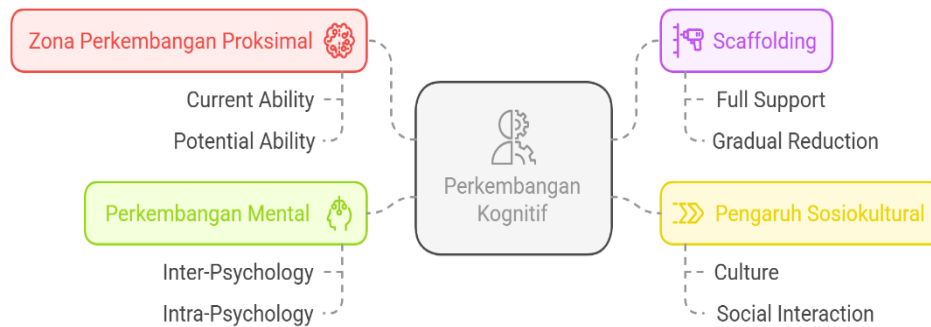 Zona Perkembangan Proksimal
Current Ability
Potential Ability
Perkembangan Mental
Inter-Psychology
Intra-Psychology
Perkembangan
Kognitif
Scaffolding
Full Support
Gradual Reduction
Pengaruh Sosiokultural
Culture
Social Interaction